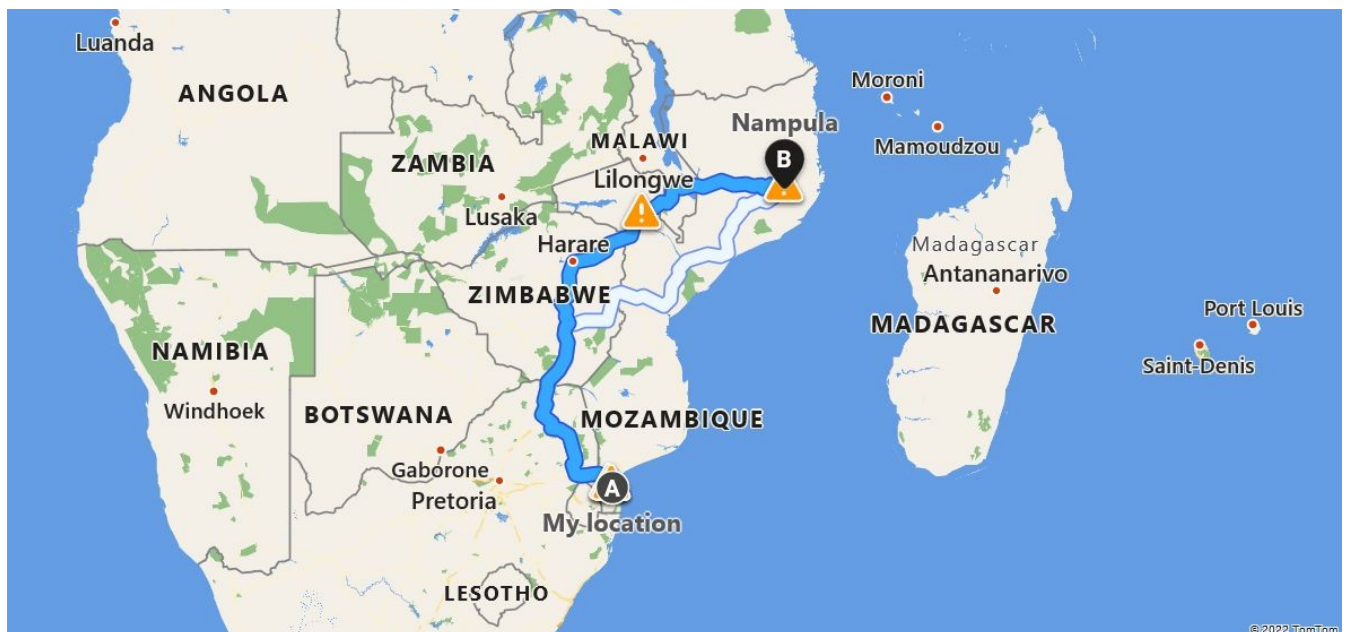 Luanda
ANGOLA
Moroni
Nampula
B
Mamoudzou
MALAWI
ZAMBIA
Lilongwe
Lusaka
Harare
Madagascar
Antananarivo
ZIMBABWE
Port Louis
MADAGASCAR
NAMIBIA
Saint-Denis
Windhoek
BOTSWANA
MOZAMBIQUE
Gaborone
Pretoria
A
My location
LESOTHO
© 2022 TomTom